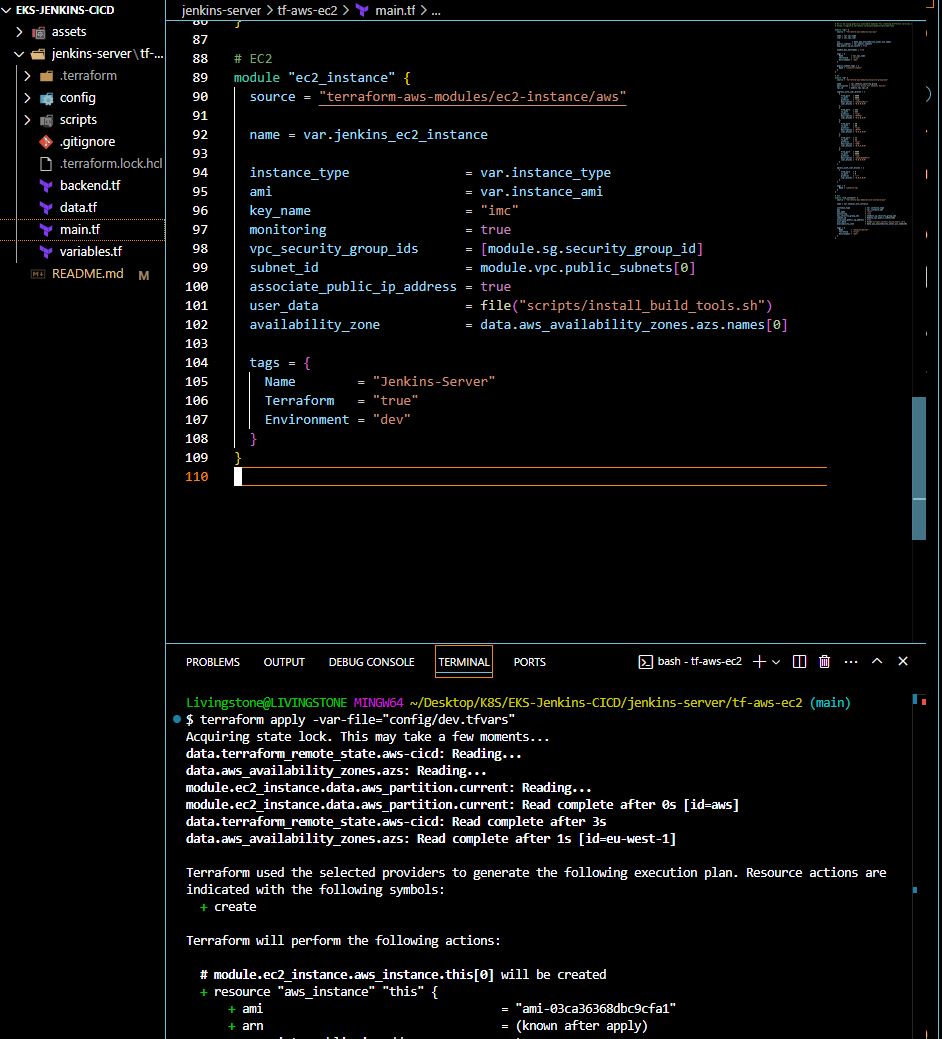 EKS-JENKINS-CICD
assets
jenkins-server\tf-...
.terraform
config
scripts
.gitignore
.terraform.lock.hcl
backend.tf
data.tf
main.tf
variables.tf
README.md M
jenkins-server > tf-aws-ec2 > main.tf > ...
86 }
87
88 # EC2
89 module "ec2_instance" {
90 source = "terraform-aws-modules/ec2-instance/aws"
91
92 name = var.jenkins_ec2_instance
93
94 instance_type = var.instance_type
95 ami = var.instance_ami
96 key_name = "imc"
97 monitoring = true
98 vpc_security_group_ids = [module.sg.security_group_id]
99 subnet_id = module.vpc.public_subnets[0]
100 associate_public_ip_address = true
101 user_data = file("scripts/install_build_tools.sh")
102 availability_zone = data.aws_availability_zones.azs.names[0]
103
104 tags = {
105 Name = "Jenkins-Server"
106 Terraform = "true"
107 Environment = "dev"
108 }
109 }
110
PROBLEMS OUTPUT DEBUG CONSOLE TERMINAL PORTS bash - tf-aws-ec2
Livingstone@LIVINGSTONE MINGW64 ~/Desktop/K8S/EKS-Jenkins-CICD/jenkins-server/tf-aws-ec2 (main)
$ terraform apply -var-file="config/dev.tfvars"
Acquiring state lock. This may take a few moments...
data.terraform_remote_state.aws-cicd: Reading...
data.aws_availability_zones.azs: Reading...
module.ec2_instance.data.aws_partition.current: Reading...
module.ec2_instance.data.aws_partition.current: Read complete after 0s [id=aws]
data.terraform_remote_state.aws-cicd: Read complete after 3s
data.aws_availability_zones.azs: Read complete after 1s [id=eu-west-1]

Terraform used the selected providers to generate the following execution plan. Resource actions are
indicated with the following symbols:
+ create

Terraform will perform the following actions:

# module.ec2_instance.aws_instance.this[0] will be created
+ resource "aws_instance" "this" {
+ ami = "ami-03ca36368dbc9cfa1"
+ arn = (known after apply)